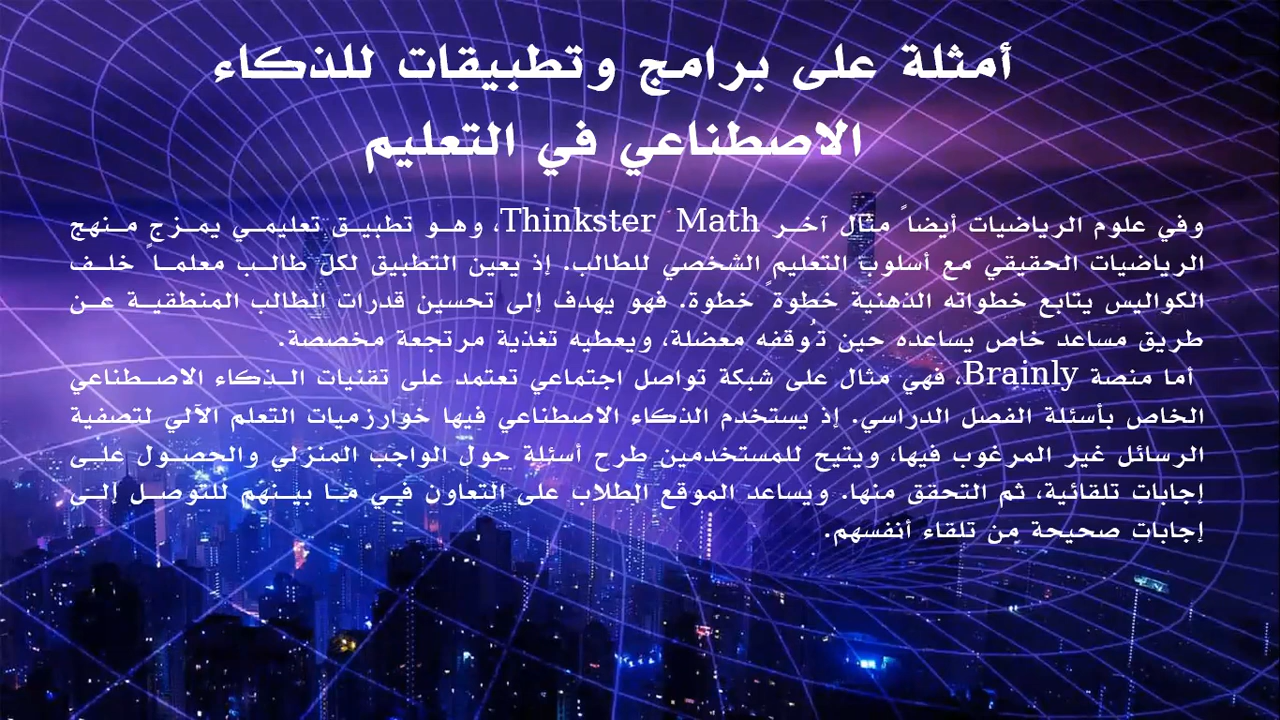 أمثلة على برامج وتطبيقات للذكاء
الاصطناعي في التعليم
وفي علوم الرياضيات أيضاً مثال آخر Thinkster Math، وهو تطبيق تعليمي يمزج منهج
الرياضيات الحقيقي مع أسلوب التعليم الشخصي للطالب. إذ يعين التطبيق لكل طالب معلماً خلف
الكواليس يتابع خطواته الذهنية خطوةً خطوة. فهو يهدف إلى تحسين قدرات الطالب المنطقية عن
طريق مساعد خاص يساعده حين تُوقفه معضلة، ويعطيه تغذية مرتجعة مخصصة.
أما منصة Brainly، فهي مثال على شبكة تواصل اجتماعي تعتمد على تقنيات الذكاء الاصطناعي
الخاص بأسئلة الفصل الدراسي. إذ يستخدم الذكاء الاصطناعي فيها خوارزميات التعلم الآلي لتصفية
الرسائل غير المرغوب فيها، ويتيح للمستخدمين طرح أسئلة حول الواجب المنزلي والحصول على
إجابات تلقائية، ثم التحقق منها. ويساعد الموقع الطلاب على التعاون في ما بينهم للتوصل إلى
إجابات صحيحة من تلقاء أنفسهم.